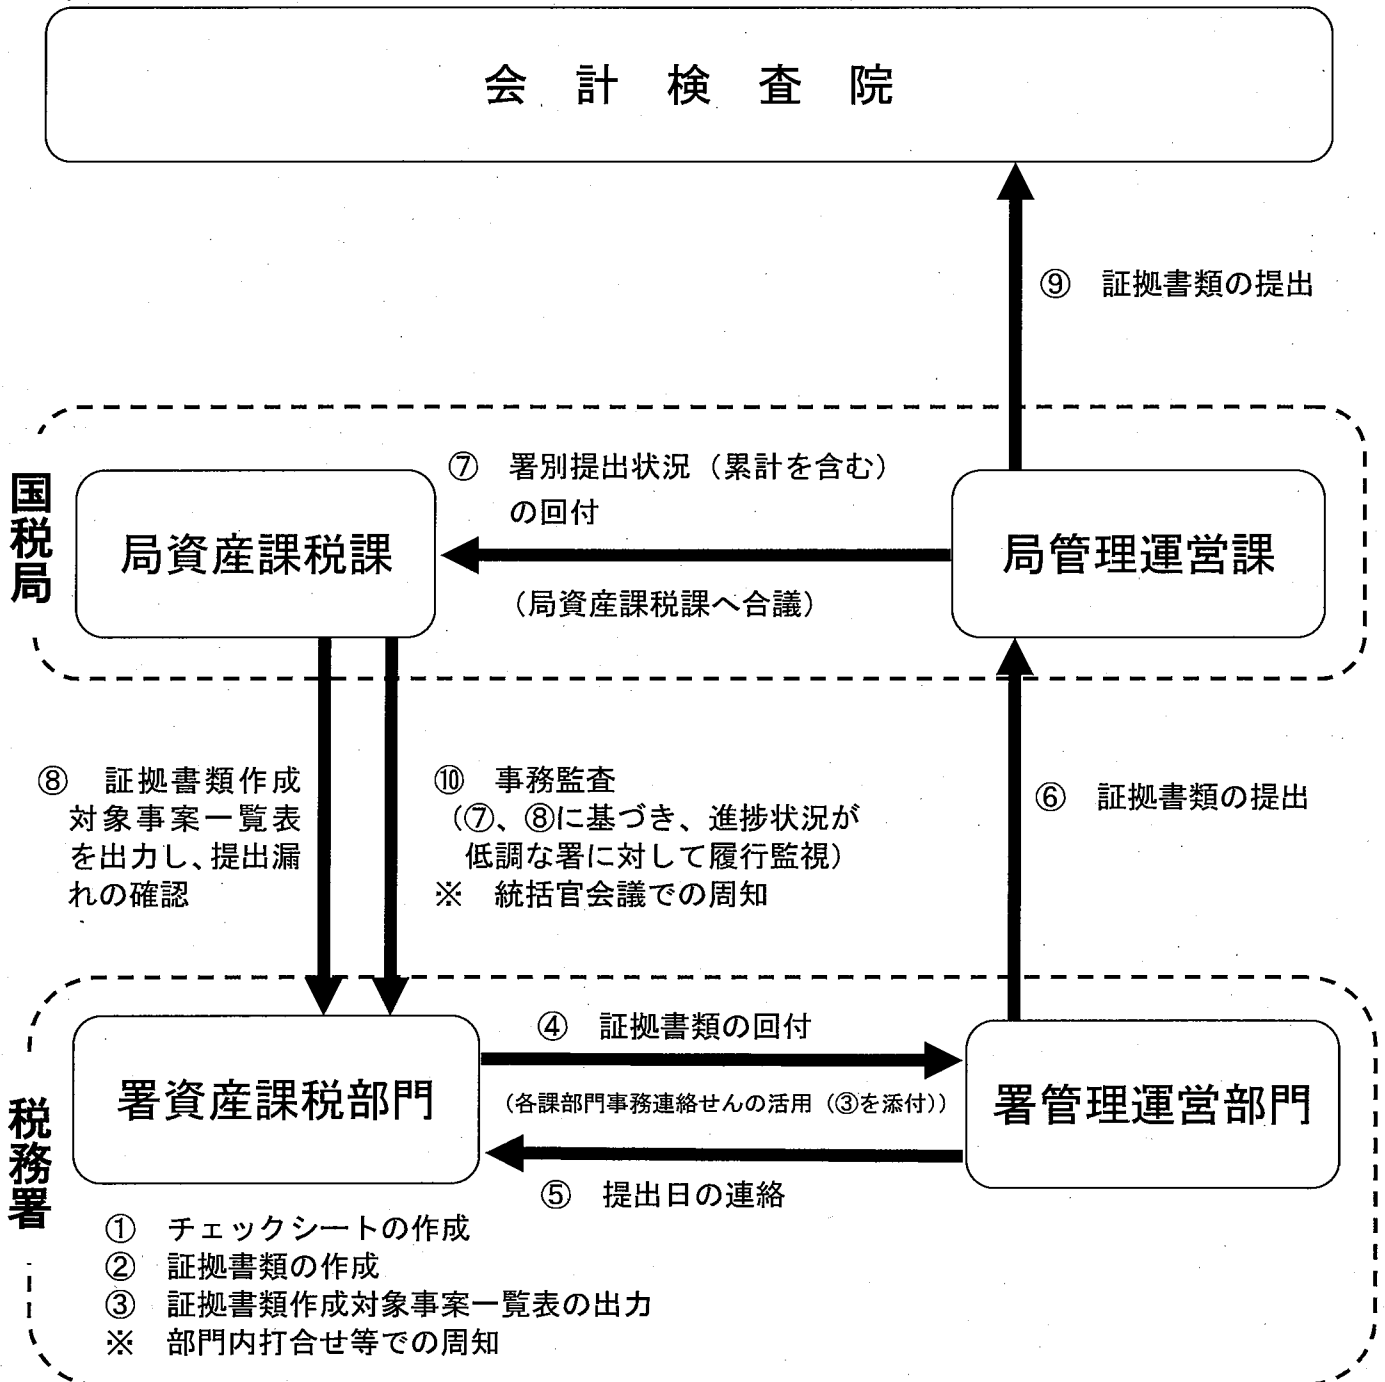 会計検査院
⑨ 証拠書類の提出
国税局
⑦ 署別提出状況（累計を含む）
の回付
局資産課税課
局管理運営課
（局資産課税課へ合議）
⑧ 証拠書類作成
対象事案一覧表
を出力し、提出漏
れの確認
⑩ 事務監査
（⑦、⑧に基づき、進捗状況が
低調な署に対して履行監視）
※ 統括官会議での周知
⑥ 証拠書類の提出
税務署
④ 証拠書類の回付
署資産課税部門
（各課部門事務連絡せんの活用（③を添付））
署管理運営部門
⑤ 提出日の連絡
① チェックシートの作成
② 証拠書類の作成
③ 証拠書類作成対象事案一覧表の出力
※ 部門内打合せ等での周知